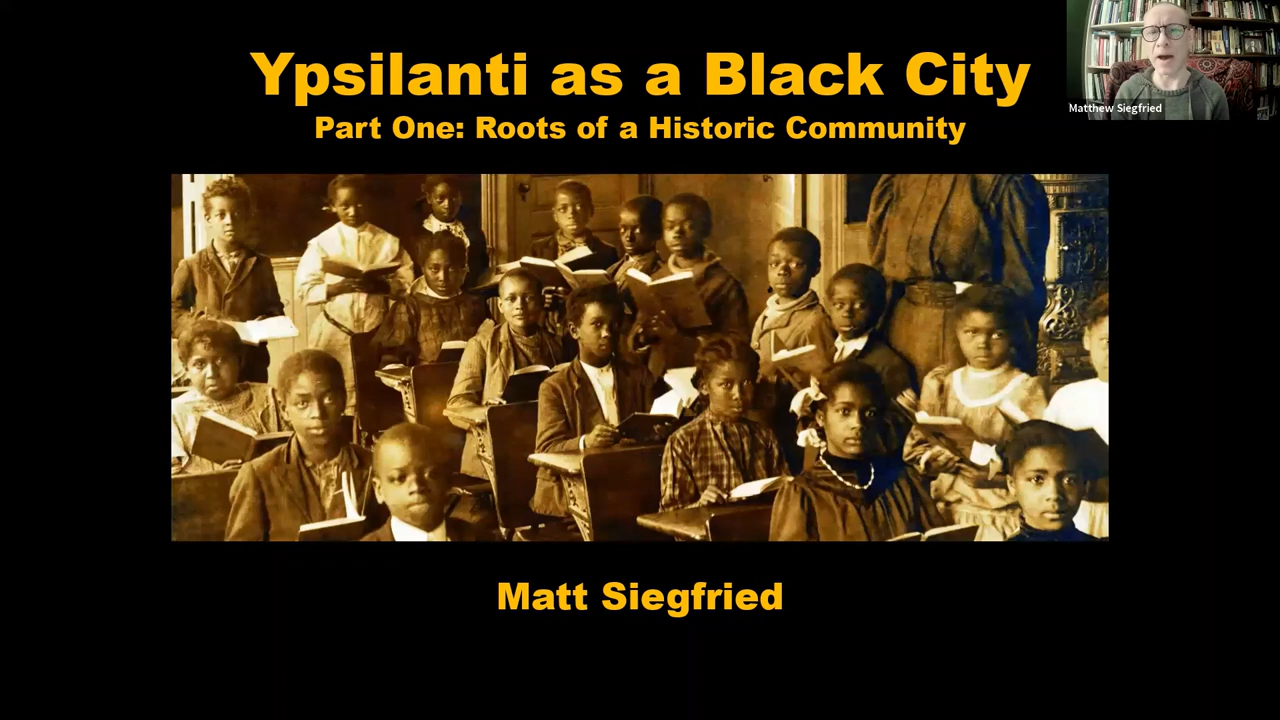 Ypsilanti as a Black City
Part One: Roots of a Historic Community
Matthew Siegfried
Matt Siegfried